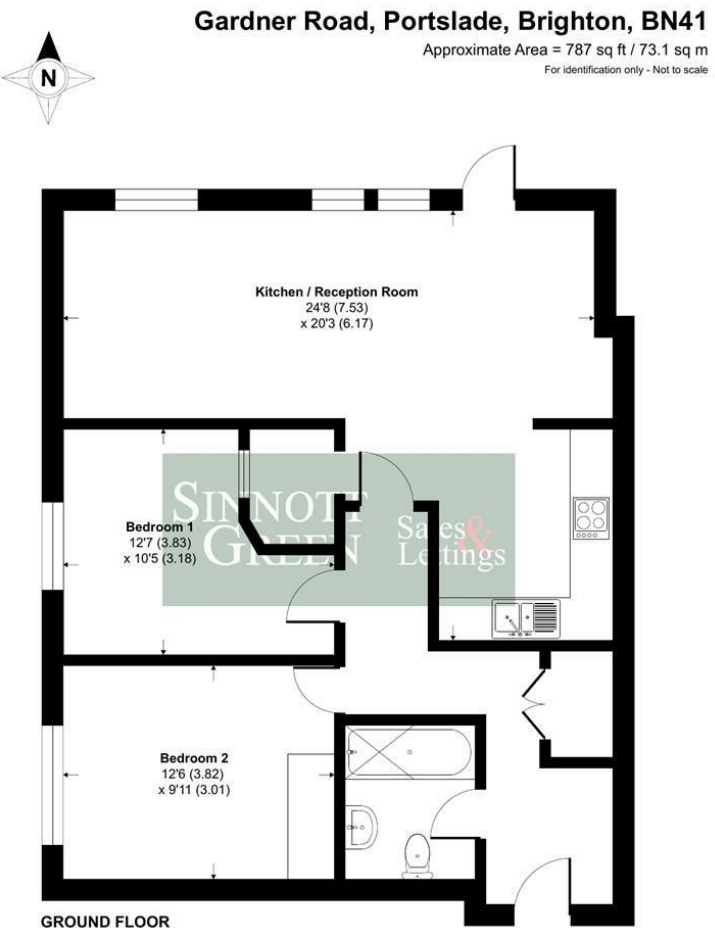 Gardner Road, Portslade, Brighton, BN41
Approximate Area = 787 sq ft / 73.1 sq m
For identification only - Not to scale
N
Kitchen / Reception Room
24'8 (7.53)
x 20'3 (6.17)
SINNOTT
GREEN
Sales &
Lettings
Bedroom 1
12'7 (3.83)
x 10'5 (3.18)
Bedroom 2
12'6 (3.82)
x 9'11 (3.01)
GROUND FLOOR